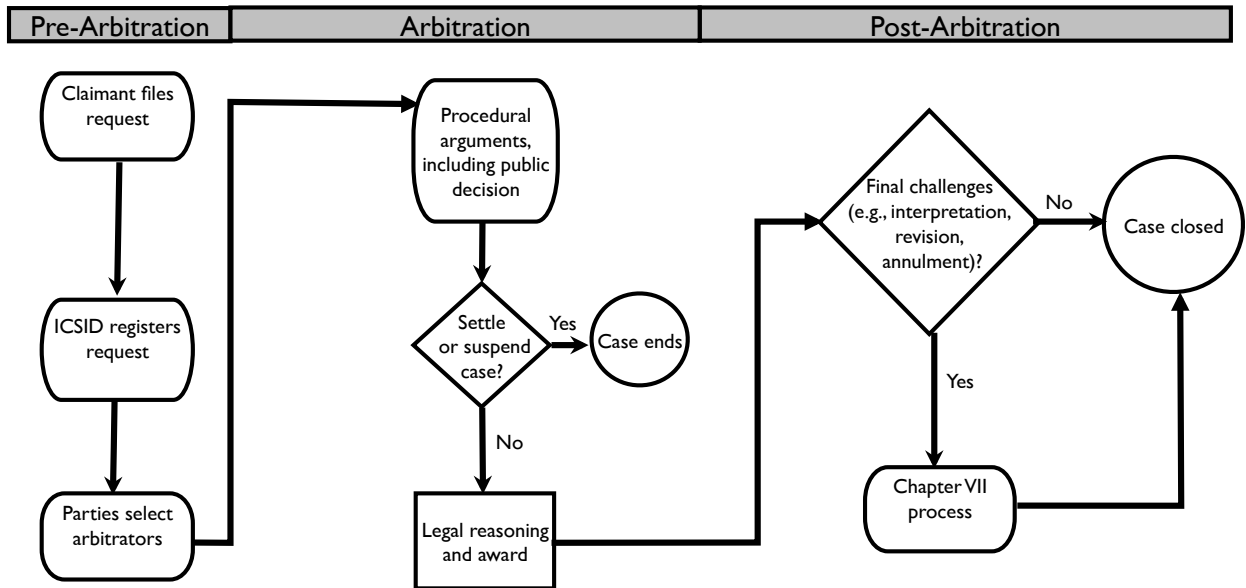 Pre-Arbitration
Arbitration
Post-Arbitration
Claimant files
request
ICSID registers
request
Parties select
arbitrators
Procedural
arguments,
including public
decision
Settle
or suspend
case?
Yes
Case ends
No
Legal reasoning
and award
Final challenges
(e.g., interpretation,
revision,
annulment)?
No
Case closed
Yes
Chapter VII
process